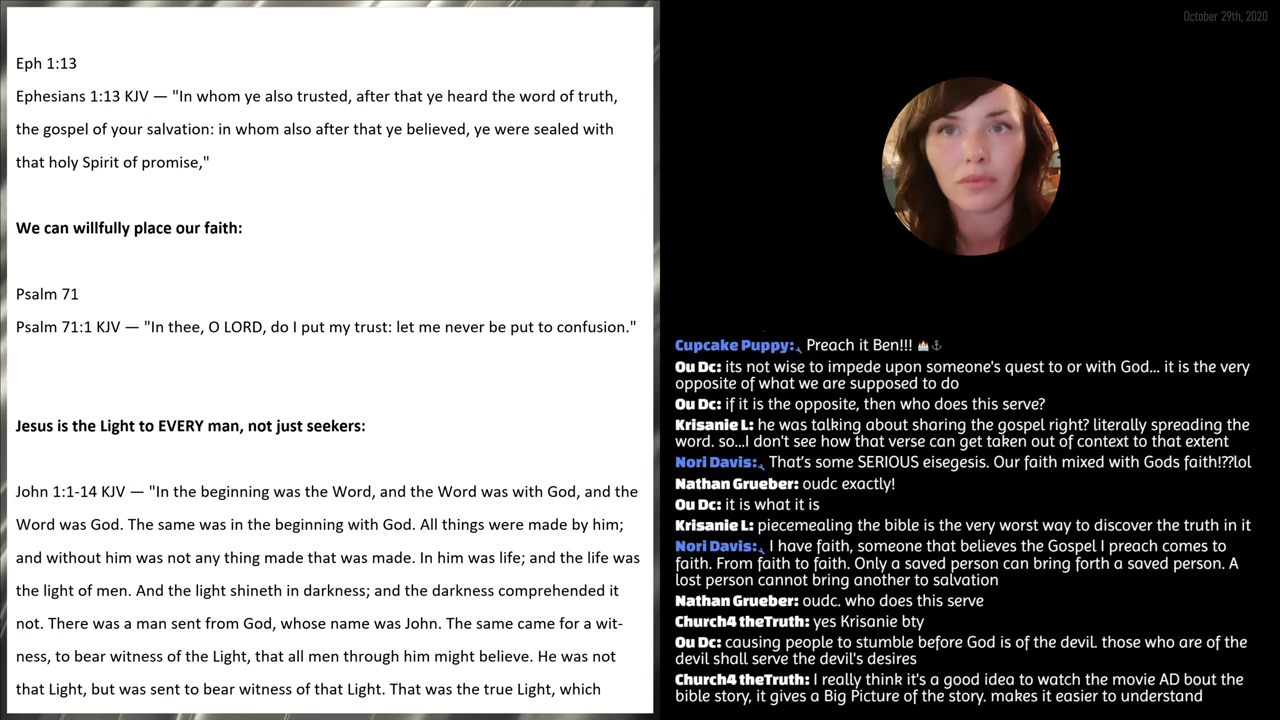 Eph 1:13
Ephesians 1:13 KJV — "In whom ye also trusted, after that ye heard the word of truth,
the gospel of your salvation: in whom also after that ye believed, ye were sealed with
that holy Spirit of promise,"
We can willfully place our faith:
Psalm 71
Psalm 71:1 KJV — "In thee, O LORD, do I put my trust: let me never be put to confusion."
Jesus is the Light to EVERY man, not just seekers:
John 1:1-14 KJV — "In the beginning was the Word, and the Word was with God, and the
Word was God. The same was in the beginning with God. All things were made by him;
and without him was not any thing made that was made. In him was life; and the life was
the light of men. And the light shineth in darkness; and the darkness comprehended it
not. There was a man sent from God, whose name was John. The same came for a wit-
ness, to bear witness of the Light, that all men through him might believe. He was not
that Light, but was sent to bear witness of that Light. That was the true Light, which
October 29th, 2020
Cupcake Puppy: Preach it Ben!!!
Ou Dc: its not wise to impede upon someone's quest to or with God... it is the very
opposite of what we are supposed to do
Ou Dc: if it is the opposite, then who does this serve?
Krisanie L: he was talking about sharing the gospel right? literally spreading the
word. so...I don't see how that verse can get taken out of context to that extent
Nori Davis: That's some SERIOUS eisegesis. Our faith mixed with Gods faith!??lol
Nathan Grueber: oudc exactly!
Ou Dc: it is what it is
Krisanie L: piecemealing the bible is the very worst way to discover the truth in it
Nori Davis: I have faith, someone that believes the Gospel I preach comes to
faith. From faith to faith. Only a saved person can bring forth a saved person. A
lost person cannot bring another to salvation
Nathan Grueber: oudc. who does this serve
Church4 theTruth: yes Krisanie bty
Ou Dc: causing people to stumble before God is of the devil. those who are of the
devil shall serve the devil's desires
Church4 theTruth: I really think it's a good idea to watch the movie AD bout the
bible story, it gives a Big Picture of the story. makes it easier to understand